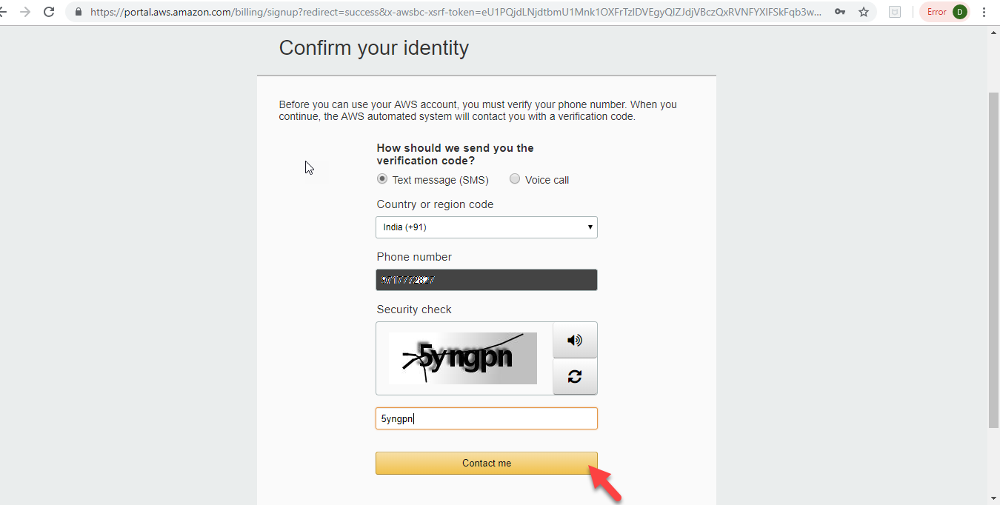 https://portal.aws.amazon.com/billing/signup?redirect=success&x-awsbc-xsrf-token=eU1PQjdLNjdtbmU1Mnk1OXFrTzlDVEgyQlZJdjVBczQxRVNFYXlFSkFqb3w...
Error D
Confirm your identity
Before you can use your AWS account, you must verify your phone number. When you
continue, the AWS automated system will contact you with a verification code.
How should we send you the
verification code?
Text message (SMS) Voice call
Country or region code
India (+91)
Phone number
Security check
5yngpn
5yngpn
Contact me